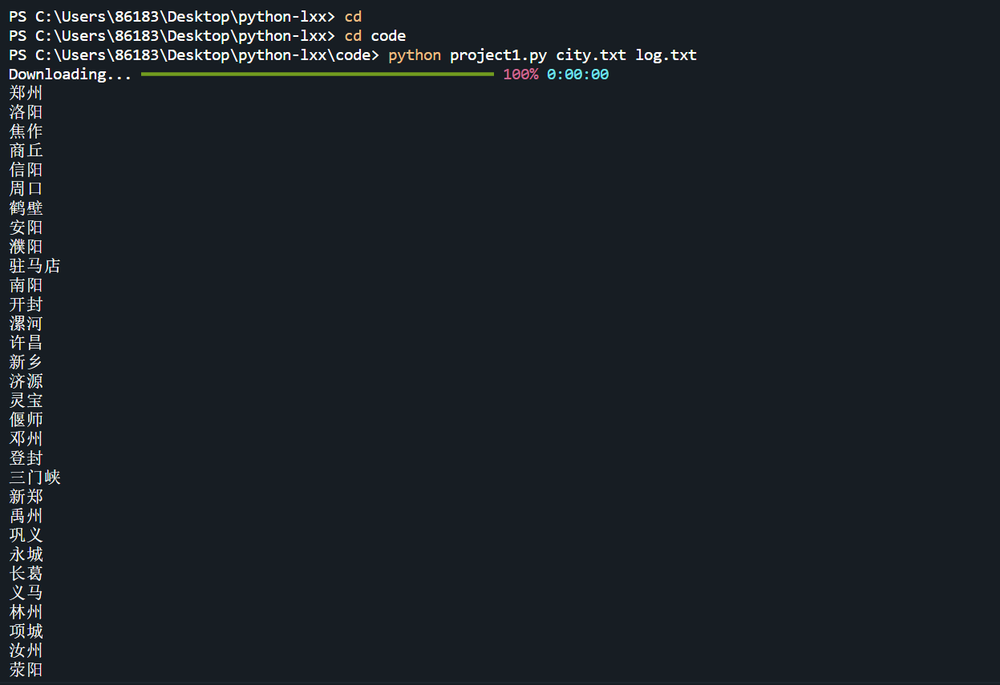 PS C:\Users\86183\Desktop\python-lxx> cd
PS C:\Users\86183\Desktop\python-lxx> cd code
PS C:\Users\86183\Desktop\python-lxx\code> python project1.py city.txt log.txt
Downloading... 100% 0:00:00
郑州
洛阳
焦作
商丘
信阳
周口
鹤壁
安阳
濮阳
驻马店
南阳
开封
漯河
许昌
新乡
济源
灵宝
偃师
邓州
登封
三门峡
新郑
禹州
巩义
永城
长葛
义马
林州
项城
汝州
荥阳